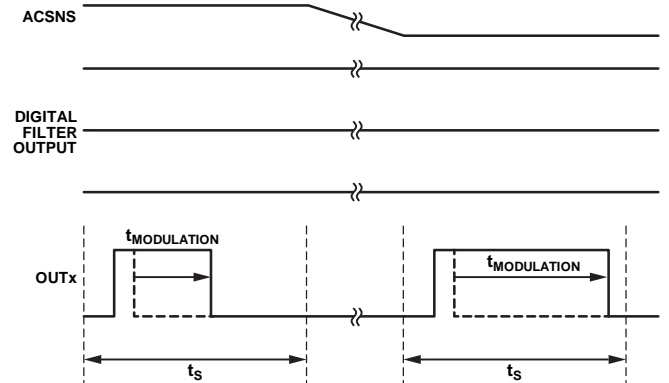 ACSNS
DIGITAL
FILTER
OUTPUT
tMODULATION
OUTx
tMODULATION
tS
tS